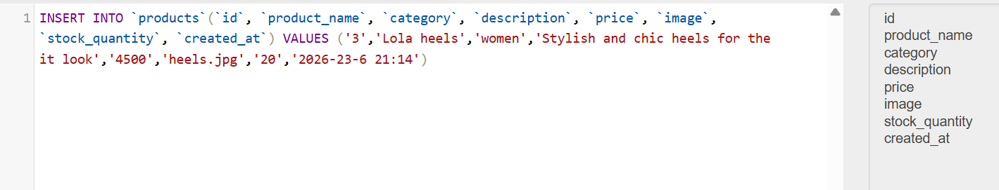 1 INSERT INTO `products`(`id`, `product_name`, `category`, `description`, `price`, `image`,
`stock_quantity`, `created_at`) VALUES ('3','Lola heels','women','Stylish and chic heels for the
it look','4500','heels.jpg','20','2026-23-6 21:14')
id
product_name
category
description
price
image
stock_quantity
created_at